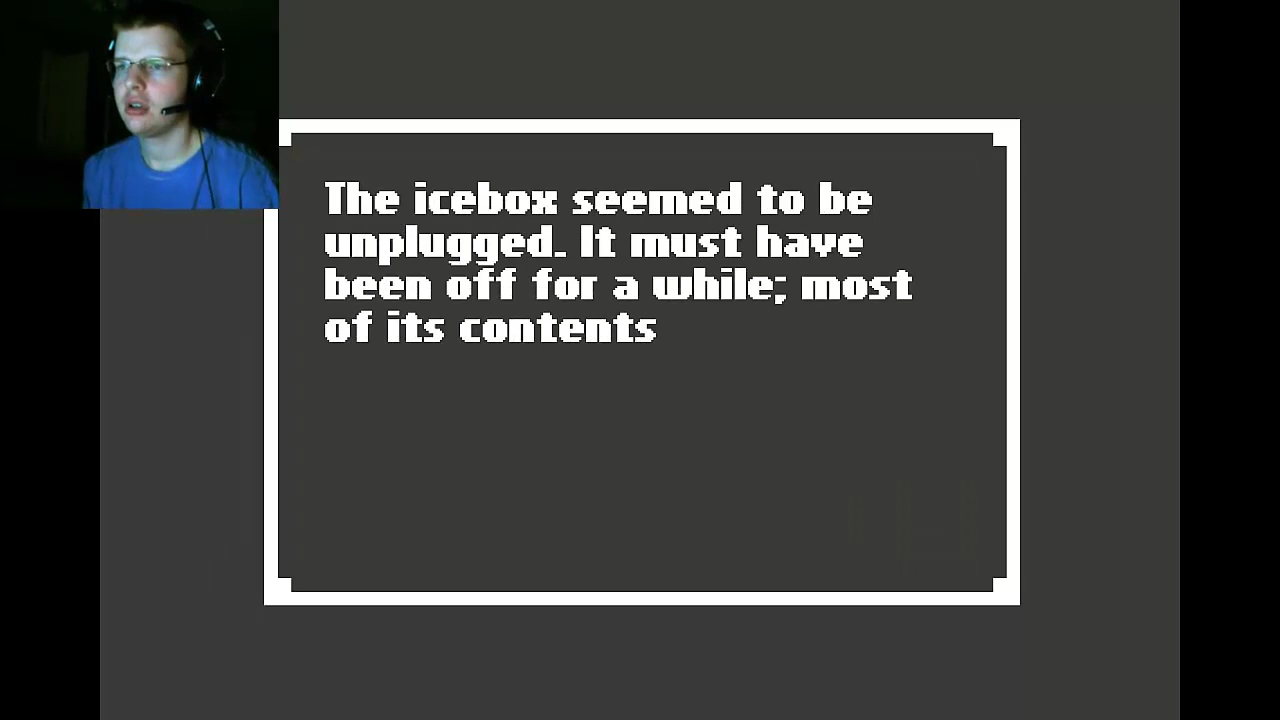 The icebox seemed to be
unplugged. It must have
been off for a while; most
of its contents